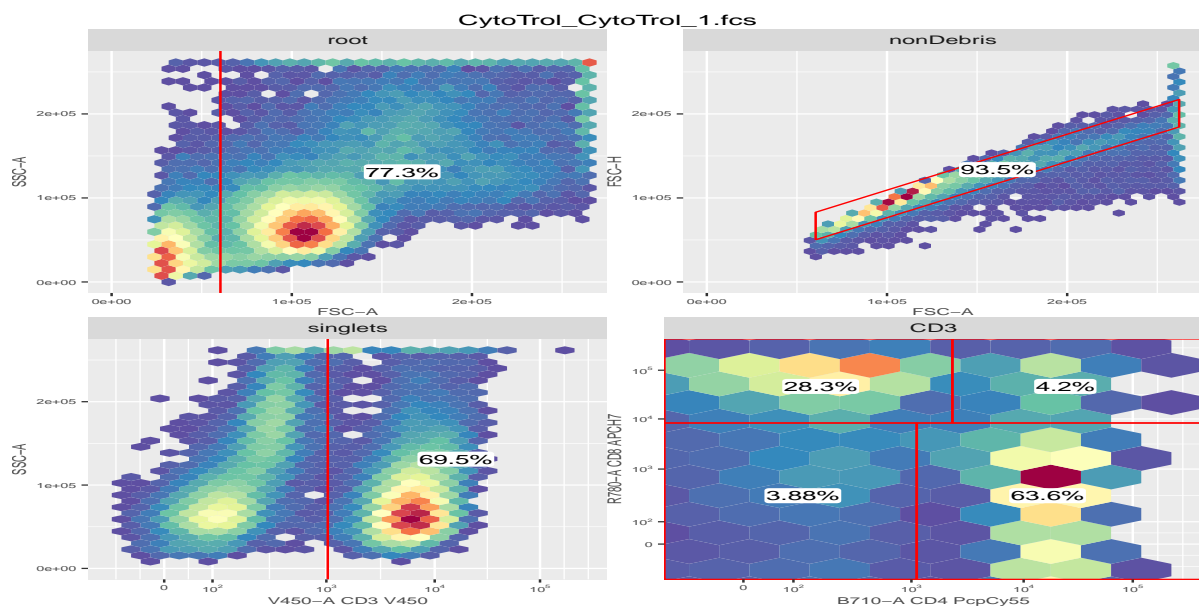 CytoTrol_CytoTrol_1.fcs
root
nonDebris
SSC-A
2e+05
1e+05
0e+00
77.3%
0e+00 1e+05 2e+05
FSC-A
FSC-H
2e+05
1e+05
0e+00
93.5%
0e+00 1e+05 2e+05
FSC-A
singlets
CD3
SSC-A
2e+05
1e+05
0e+00
69.5%
0 10² 10³ 10⁴ 10⁵
V450-A CD3 V450
R780-A CD8 APCH7
10⁵
10⁴
10³
10²
0
28.3%
4.2%
3.88%
63.6%
0 10² 10³ 10⁴ 10⁵
B710-A CD4 PcpCy55